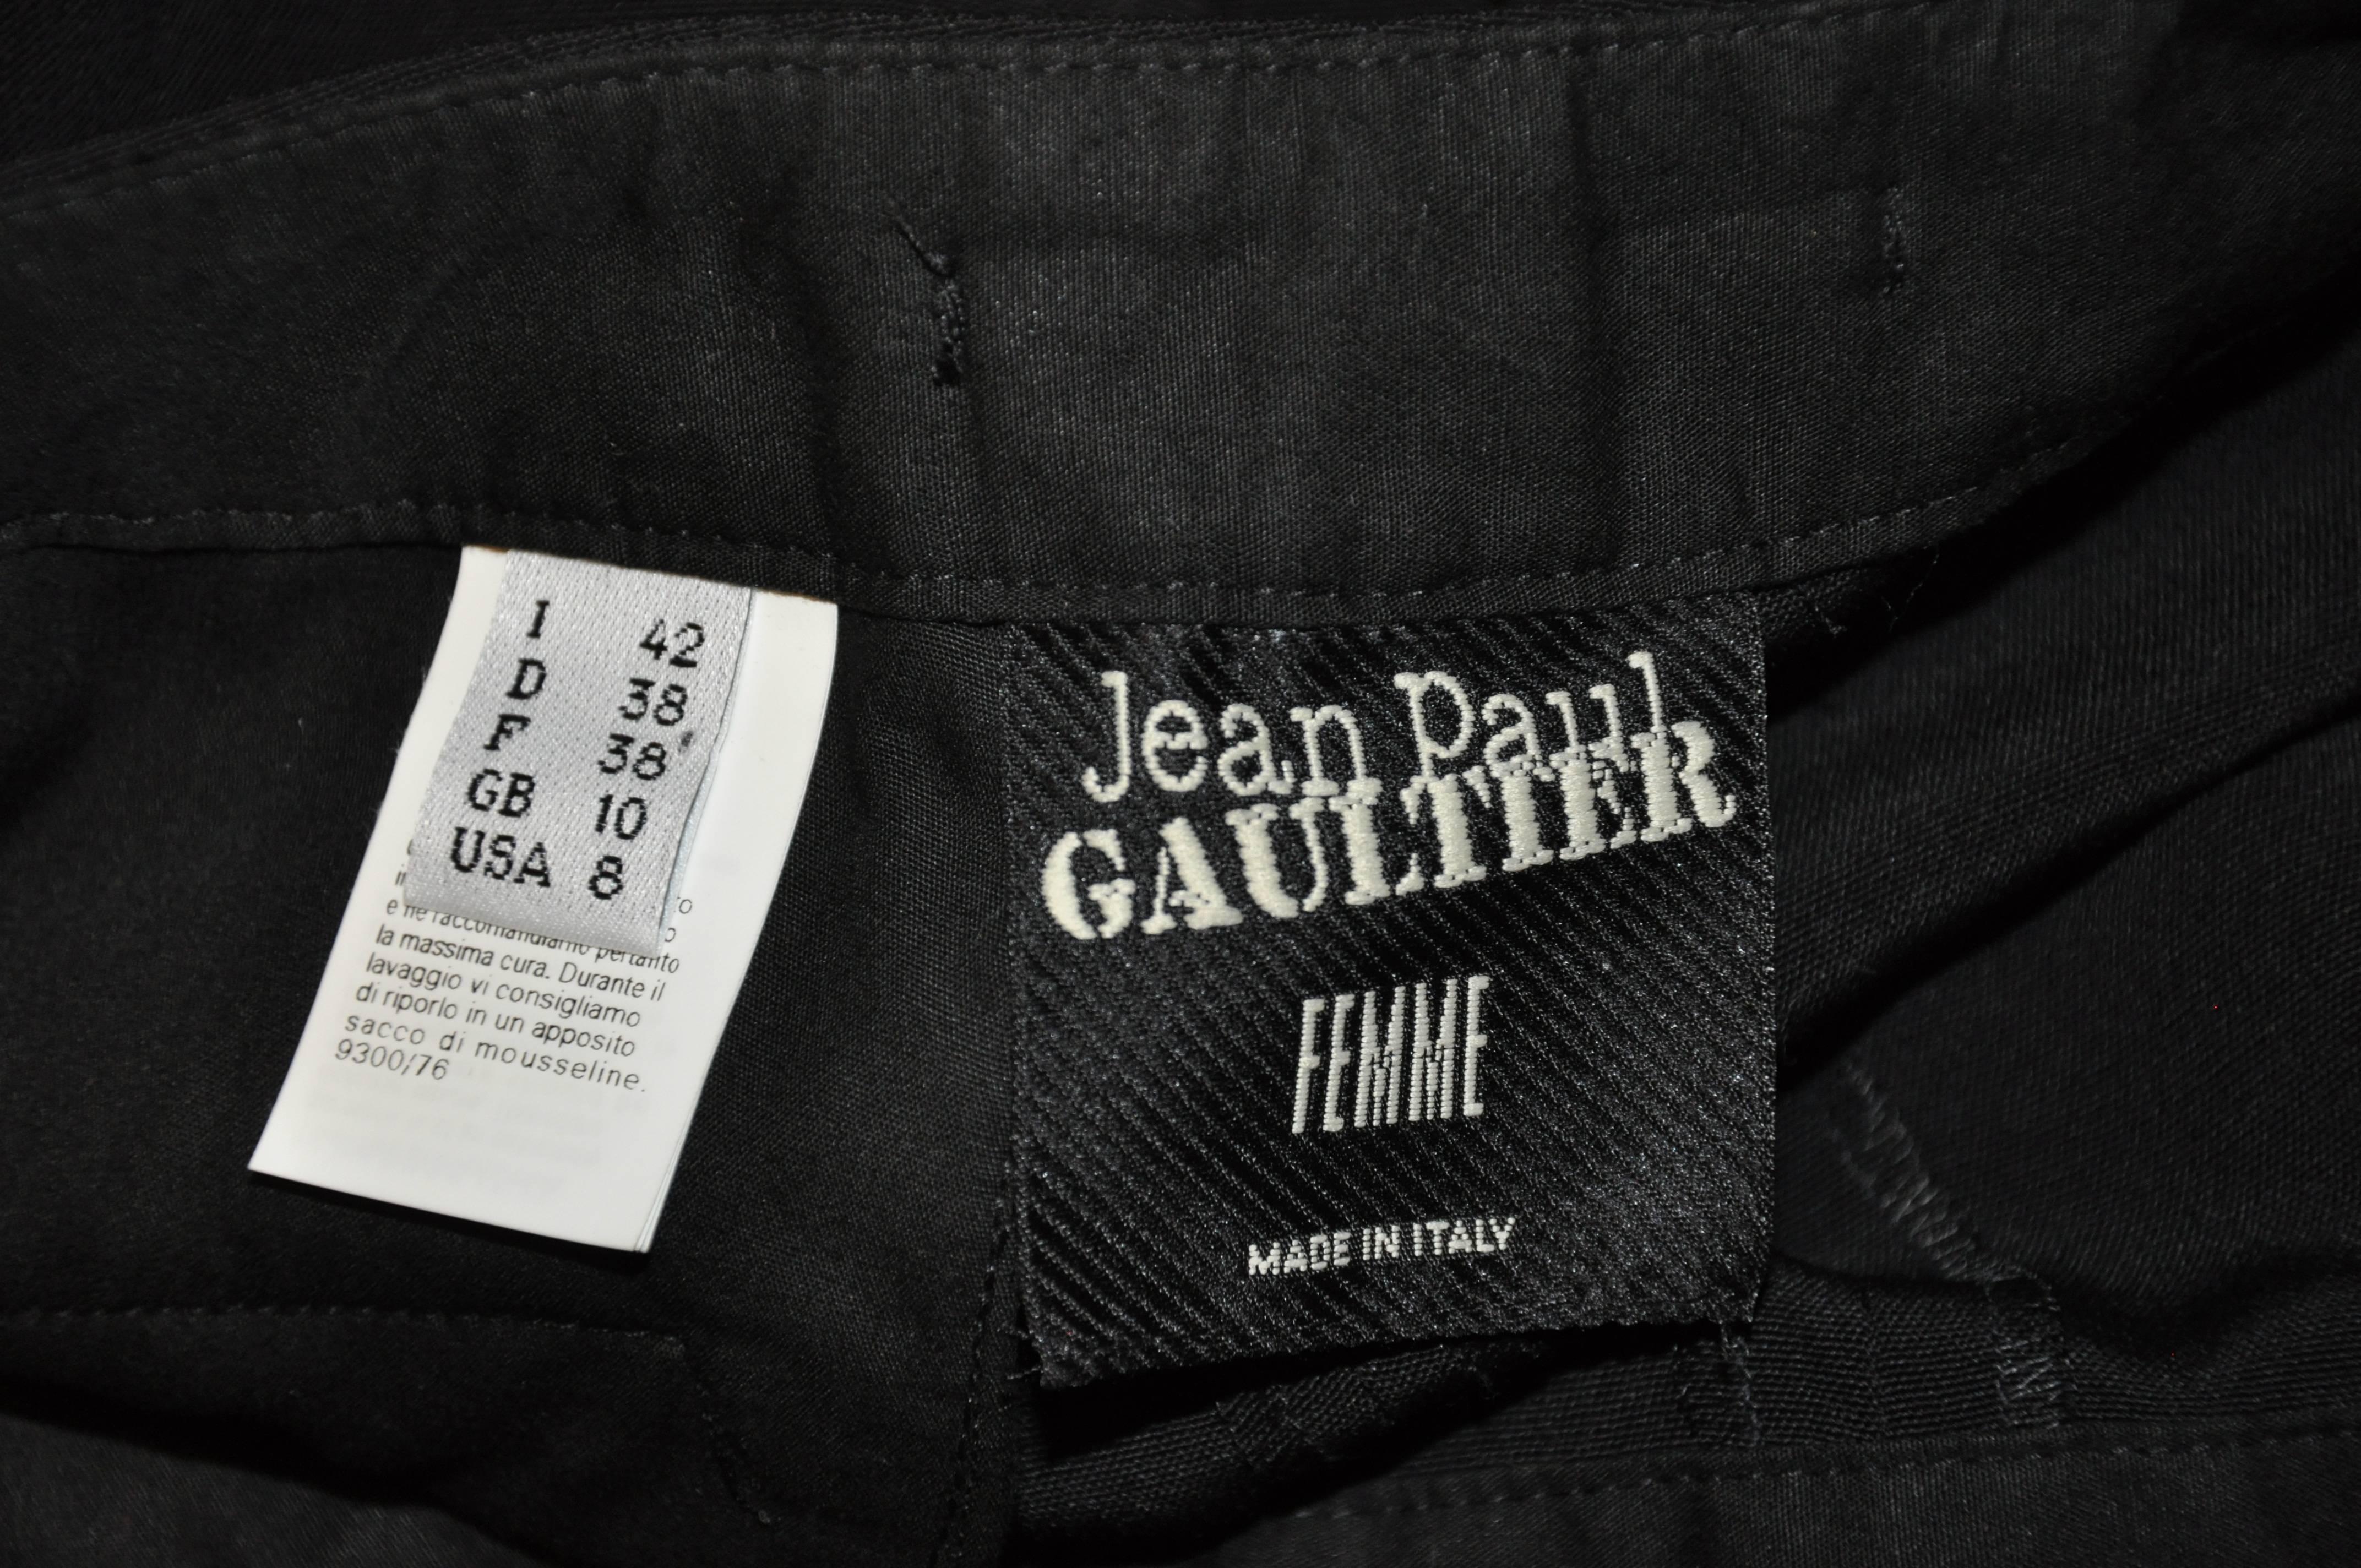 I 42
D 38
F 38
GB 10
USA 8
e ne raccomandiamo pertanto
la massima cura. Durante il
lavaggio vi consigliamo
di riporlo in un apposito
sacco di mousseline.
9300/76
Jean Paul
GAULTIER
FEMME
MADE IN ITALY